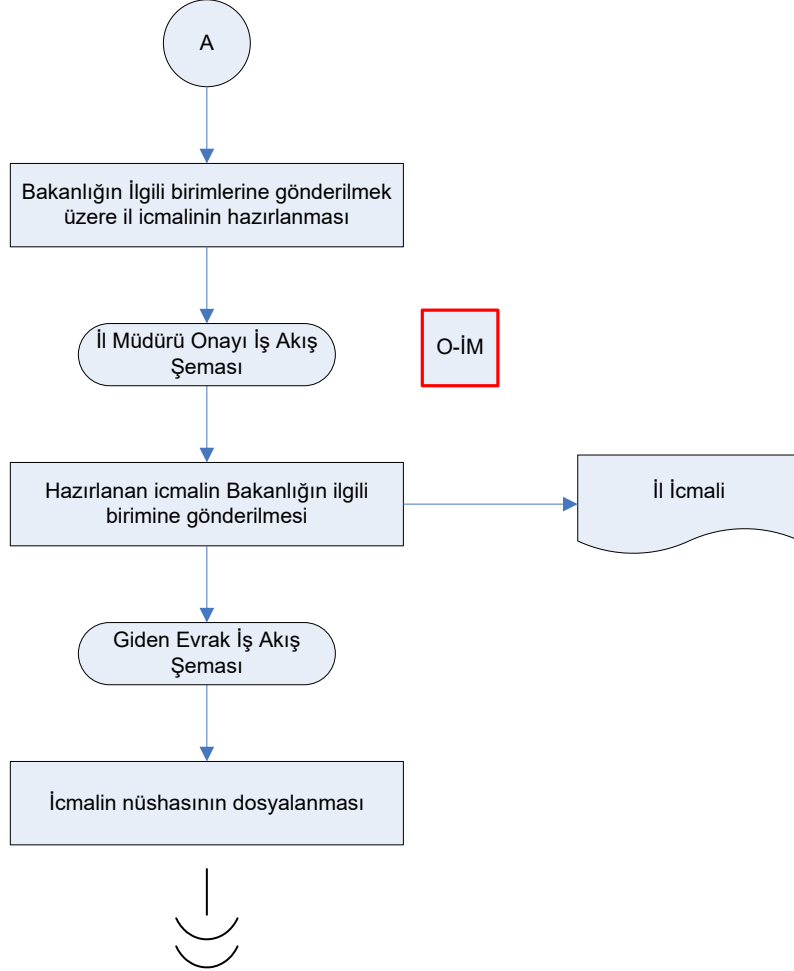 A
Bakanlığın İlgili birimlerine gönderilmek
üzere il icmalinin hazırlanması
İl Müdürü Onayı İş Akış
Şeması
O-İM
Hazırlanan icmalin Bakanlığın ilgili
birimine gönderilmesi
İl İcmali
Giden Evrak İş Akış
Şeması
İcmalin nüshasının dosyalanması